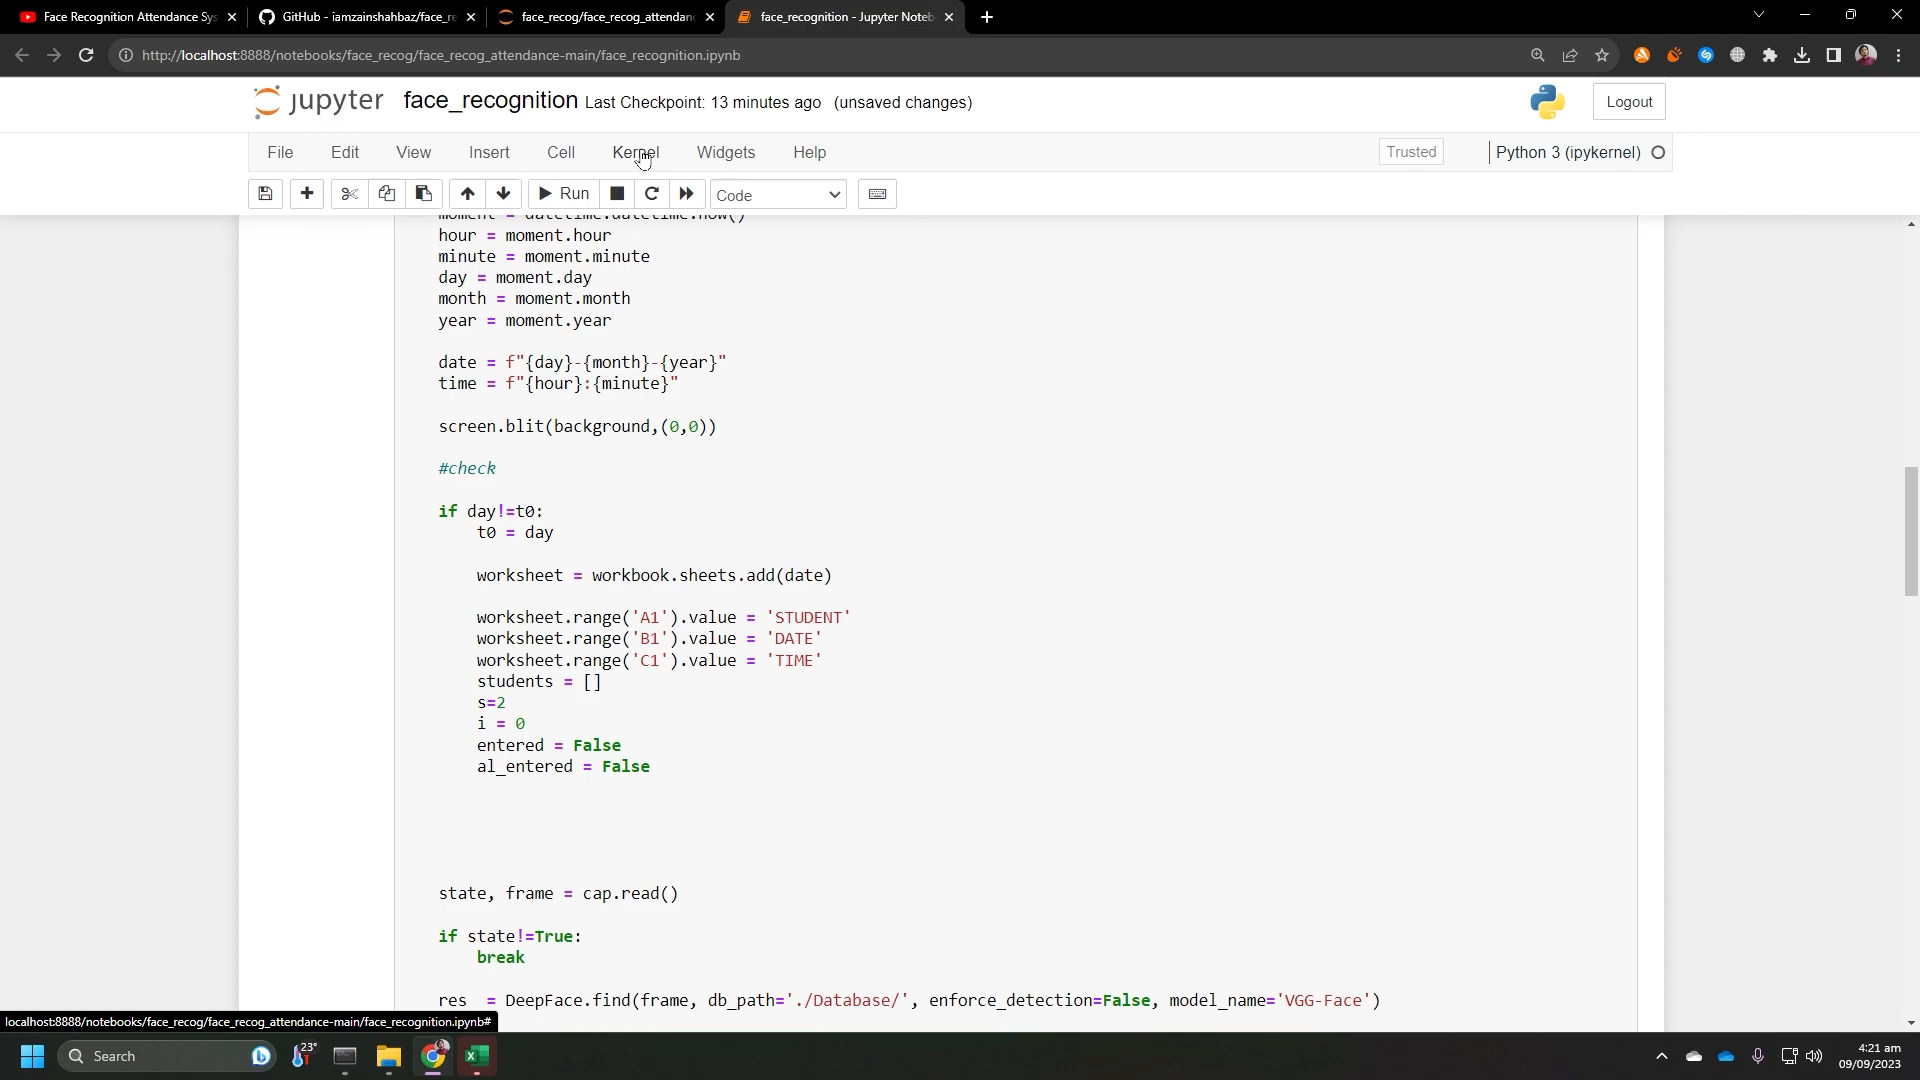 Face Recognition Attendance Sys
GitHub - iamzainshahbaz/face_re
face_recog/face_recog_attendanc
face_recognition - Jupyter Noteb
http://localhost:8888/notebooks/face_recog/face_recog_attendance-main/face_recognition.ipynb
jupyter face_recognition Last Checkpoint: 13 minutes ago (unsaved changes)
Logout
File Edit View Insert Cell Kernel Widgets Help
Trusted
Python 3 (ipykernel)
Run
Code
moment = datetime.datetime.now()
hour = moment.hour
minute = moment.minute
day = moment.day
month = moment.month
year = moment.year
date = f"{day}-{month}-{year}"
time = f"{hour}:{minute}"
screen.blit(background,(0,0))
#check
if day!=t0:
t0 = day
worksheet = workbook.sheets.add(date)
worksheet.range('A1').value = 'STUDENT'
worksheet.range('B1').value = 'DATE'
worksheet.range('C1').value = 'TIME'
students = []
s=2
i = 0
entered = False
al_entered = False
state, frame = cap.read()
if state!=True:
break
res = DeepFace.find(frame, db_path='./Database/', enforce_detection=False, model_name='VGG-Face')
localhost:8888/notebooks/face_recog/face_recog_attendance-main/face_recognition.ipynb#
Search
23°
4:21 am
09/09/2023